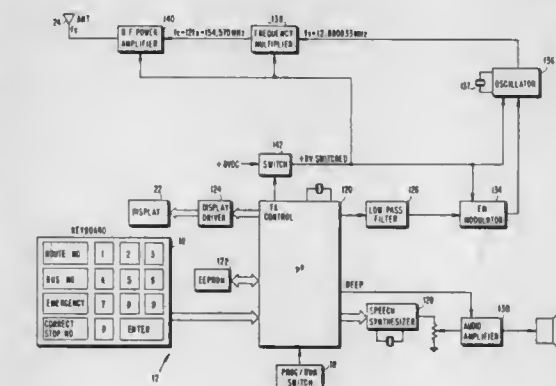 140
138
24
ANT
fc
R.F. POWER
AMPLIFIER
fc=12fx=154.570MHz
FREQUENCY
MULTIPLIER
fx=12.880833MHz
136
137
OSCILLATOR
142
+8VDC
SWITCH
+8V SWITCHED
22
124
120
126
134
DISPLAY
DISPLAY
DRIVER
TX
CONTROL
LOW PASS
FILTER
FM
MODULATOR
KEYBOARD
10
ROUTE NO
1
2
3
BUS NO
4
5
6
EMERGENCY
7
8
9
CORRECT
STOP NO
0
ENTER
122
EEPROM
μP
BEEP
128
SPEECH
SYNTHESIZER
130
AUDIO
AMPLIFIER
12
PROG/RUN
SWITCH
18